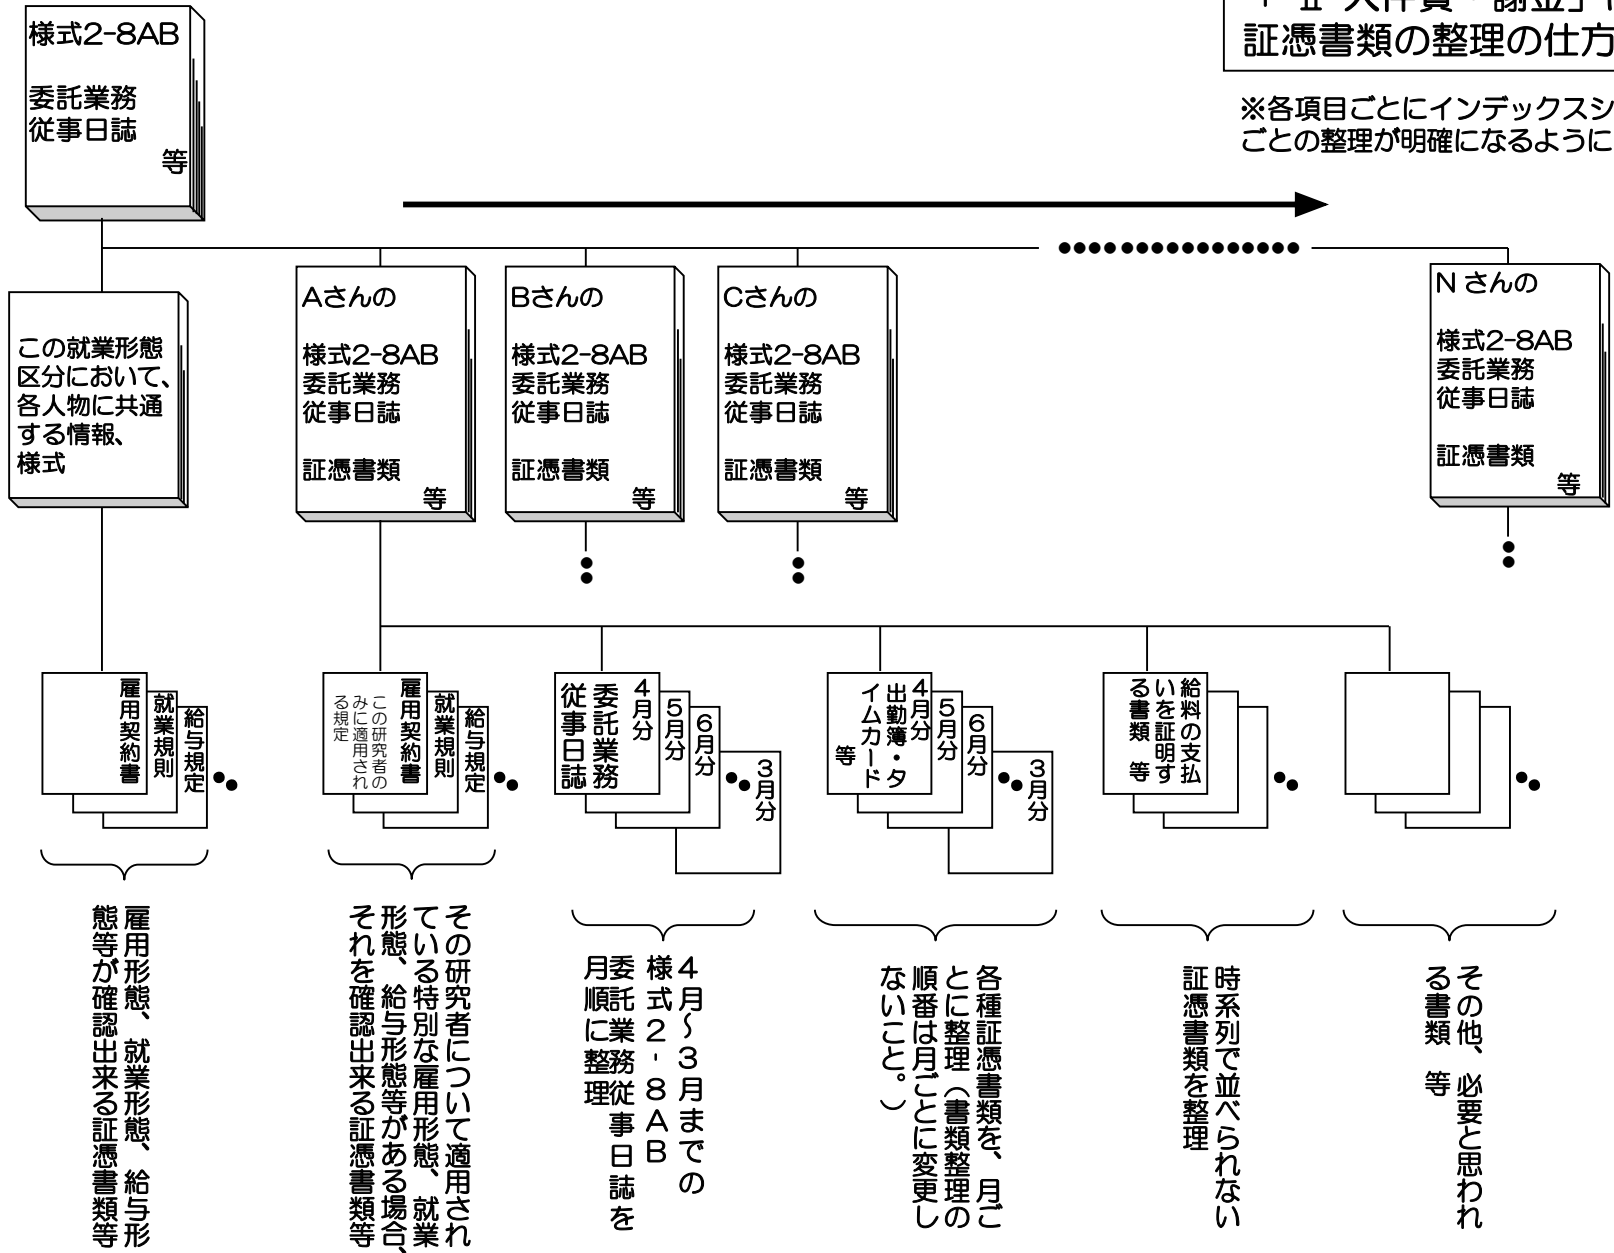 様式2-8AB
委託業務
従事日誌
等
「Ⅱ 人件費・謝金」
証憑書類の整理の仕方
※各項目ごとにインデックスシ
ごとの整理が明確になるように
この就業形態
区分において、
各人物に共通
する情報、
様式
Aさんの
様式2-8AB
委託業務
従事日誌
証憑書類
等
Bさんの
様式2-8AB
委託業務
従事日誌
証憑書類
等
Cさんの
様式2-8AB
委託業務
従事日誌
証憑書類
等
N さんの
様式2-8AB
委託業務
従事日誌
証憑書類
等
雇用契約書
就業規則
給与規定
雇用契約書
この研究者の
みに適用され
る規定
就業規則
給与規定
4月分
委託業務
従事日誌
5月分
6月分
3月分
4月分
出勤簿・タ
イムカード
等
5月分
6月分
3月分
給料の支払
いを証明す
る書類 等
雇用形態、就業形態、給与形
態等が確認出来る証憑書類等
その研究者について適用され
ている特別な雇用形態、就業
形態、給与形態等がある場合、
それを確認出来る証憑書類等
4月～3月までの
様式2-8AB
委託業務従事日誌を
月順に整理
各種証憑書類を、月ご
とに整理（書類整理の
順番は月ごとに変更し
ないこと。）
時系列で並べられない
証憑書類を整理
その他、必要と思われ
る書類 等